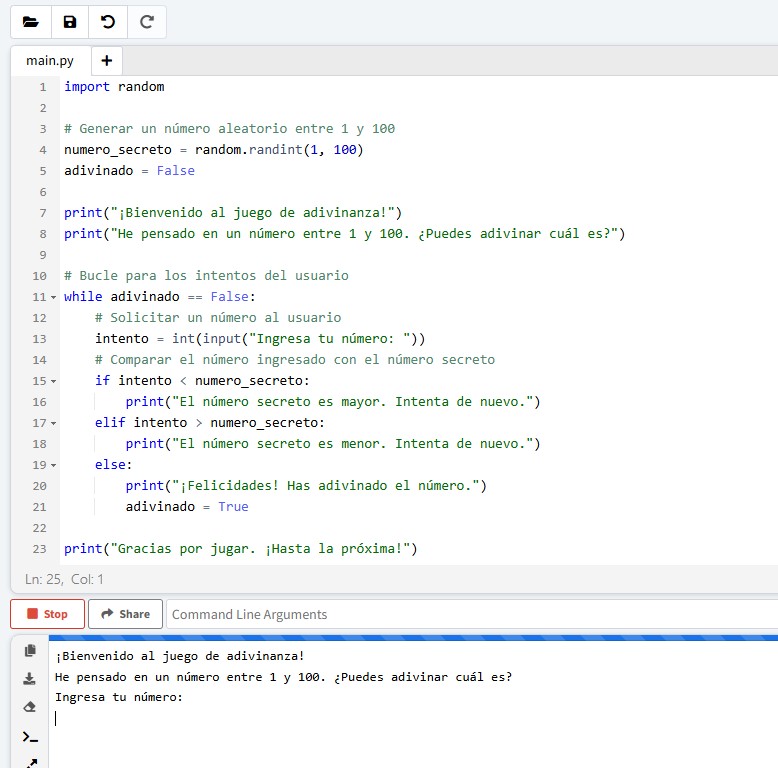 main.py +
1 import random
2
3 # Generar un número aleatorio entre 1 y 100
4 numero_secreto = random.randint(1, 100)
5 adivinado = False
6
7 print("¡Bienvenido al juego de adivinanza!")
8 print("He pensado en un número entre 1 y 100. ¿Puedes adivinar cuál es?")
9
10 # Bucle para los intentos del usuario
11 while adivinado == False:
12     # Solicitar un número al usuario
13     intento = int(input("Ingresa tu número: "))
14     # Comparar el número ingresado con el número secreto
15     if intento < numero_secreto:
16         print("El número secreto es mayor. Intenta de nuevo.")
17     elif intento > numero_secreto:
18         print("El número secreto es menor. Intenta de nuevo.")
19     else:
20         print("¡Felicidades! Has adivinado el número.")
21         adivinado = True
22
23 print("Gracias por jugar. ¡Hasta la próxima!")
Ln: 25, Col: 1
Stop Share Command Line Arguments
¡Bienvenido al juego de adivinanza!
He pensado en un número entre 1 y 100. ¿Puedes adivinar cuál es?
Ingresa tu número: